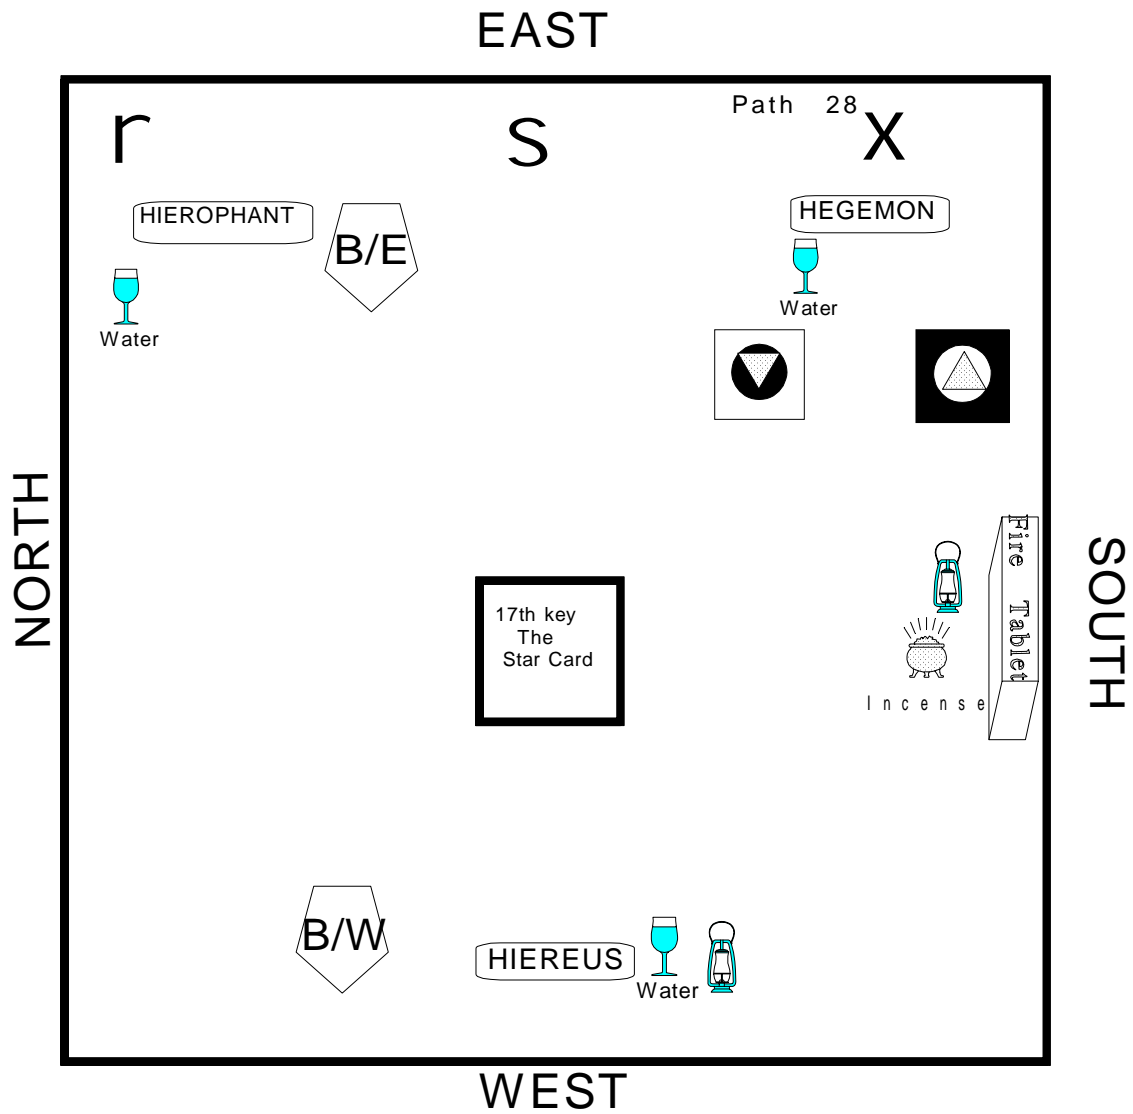 EAST
Path 28
r s x
HIEROPHANT
HEGEMON
B/E
Water
Water
NORTH
SOUTH
Fire Tablet
17th key
The
Star Card
Incense
B/W
HIEREUS
Water
WEST